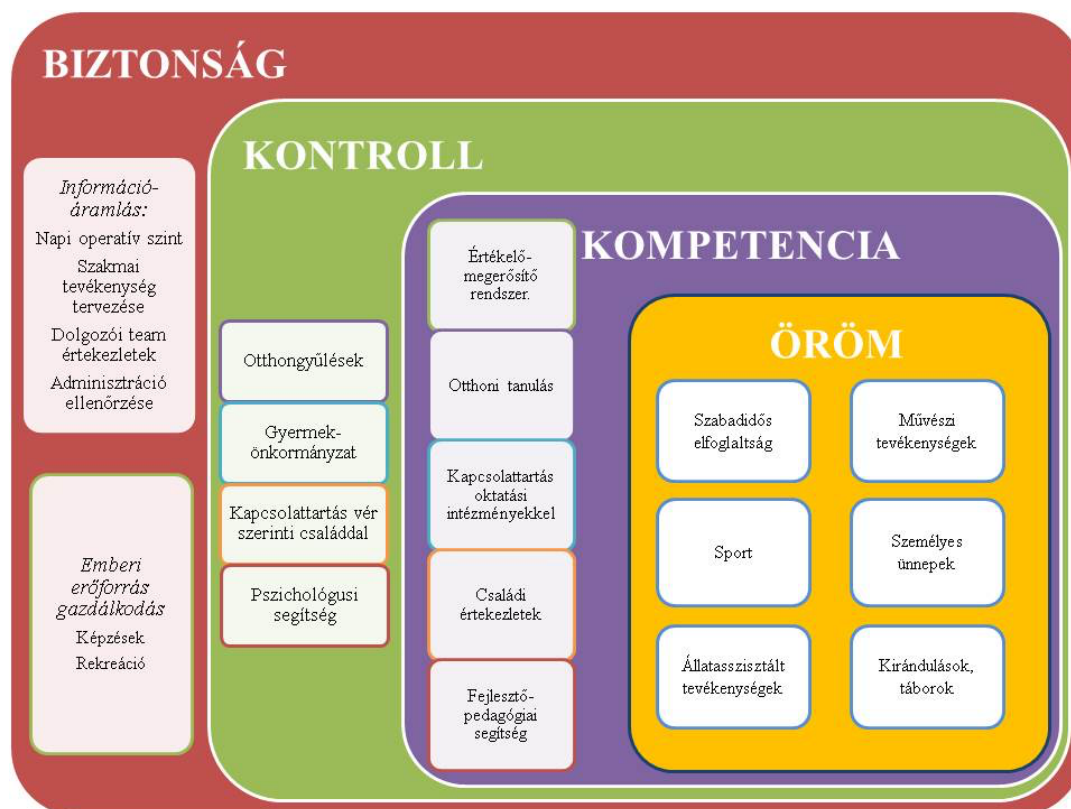 BIZTONSÁG
Információ-
áramlás:
Napi operatív szint
Szakmai
tevékenység
tervezése
Dolgozói team
értekezletek
Adminisztráció
ellenőrzése
Emberi
erőforrás
gazdálkodás
Képzések
Rekreáció
KONTROLL
Otthongyűlések
Gyermek-
önkormányzat
Kapcsolattartás vér
szerinti családdal
Pszichológusi
segítség
KOMPETENCIA
Értékelő-
megerősítő
rendszer.
Otthoni tanulás
Kapcsolattartás
oktatási
intézményekkel
Családi
értekezletek
Fejlesztő-
pedagógiai
segítség
ÖRÖM
Szabadidős
elfoglaltság
Művészi
tevékenységek
Sport
Személyes
ünnepek
Állatasszisztált
tevékenységek
Kirándulások,
táborok